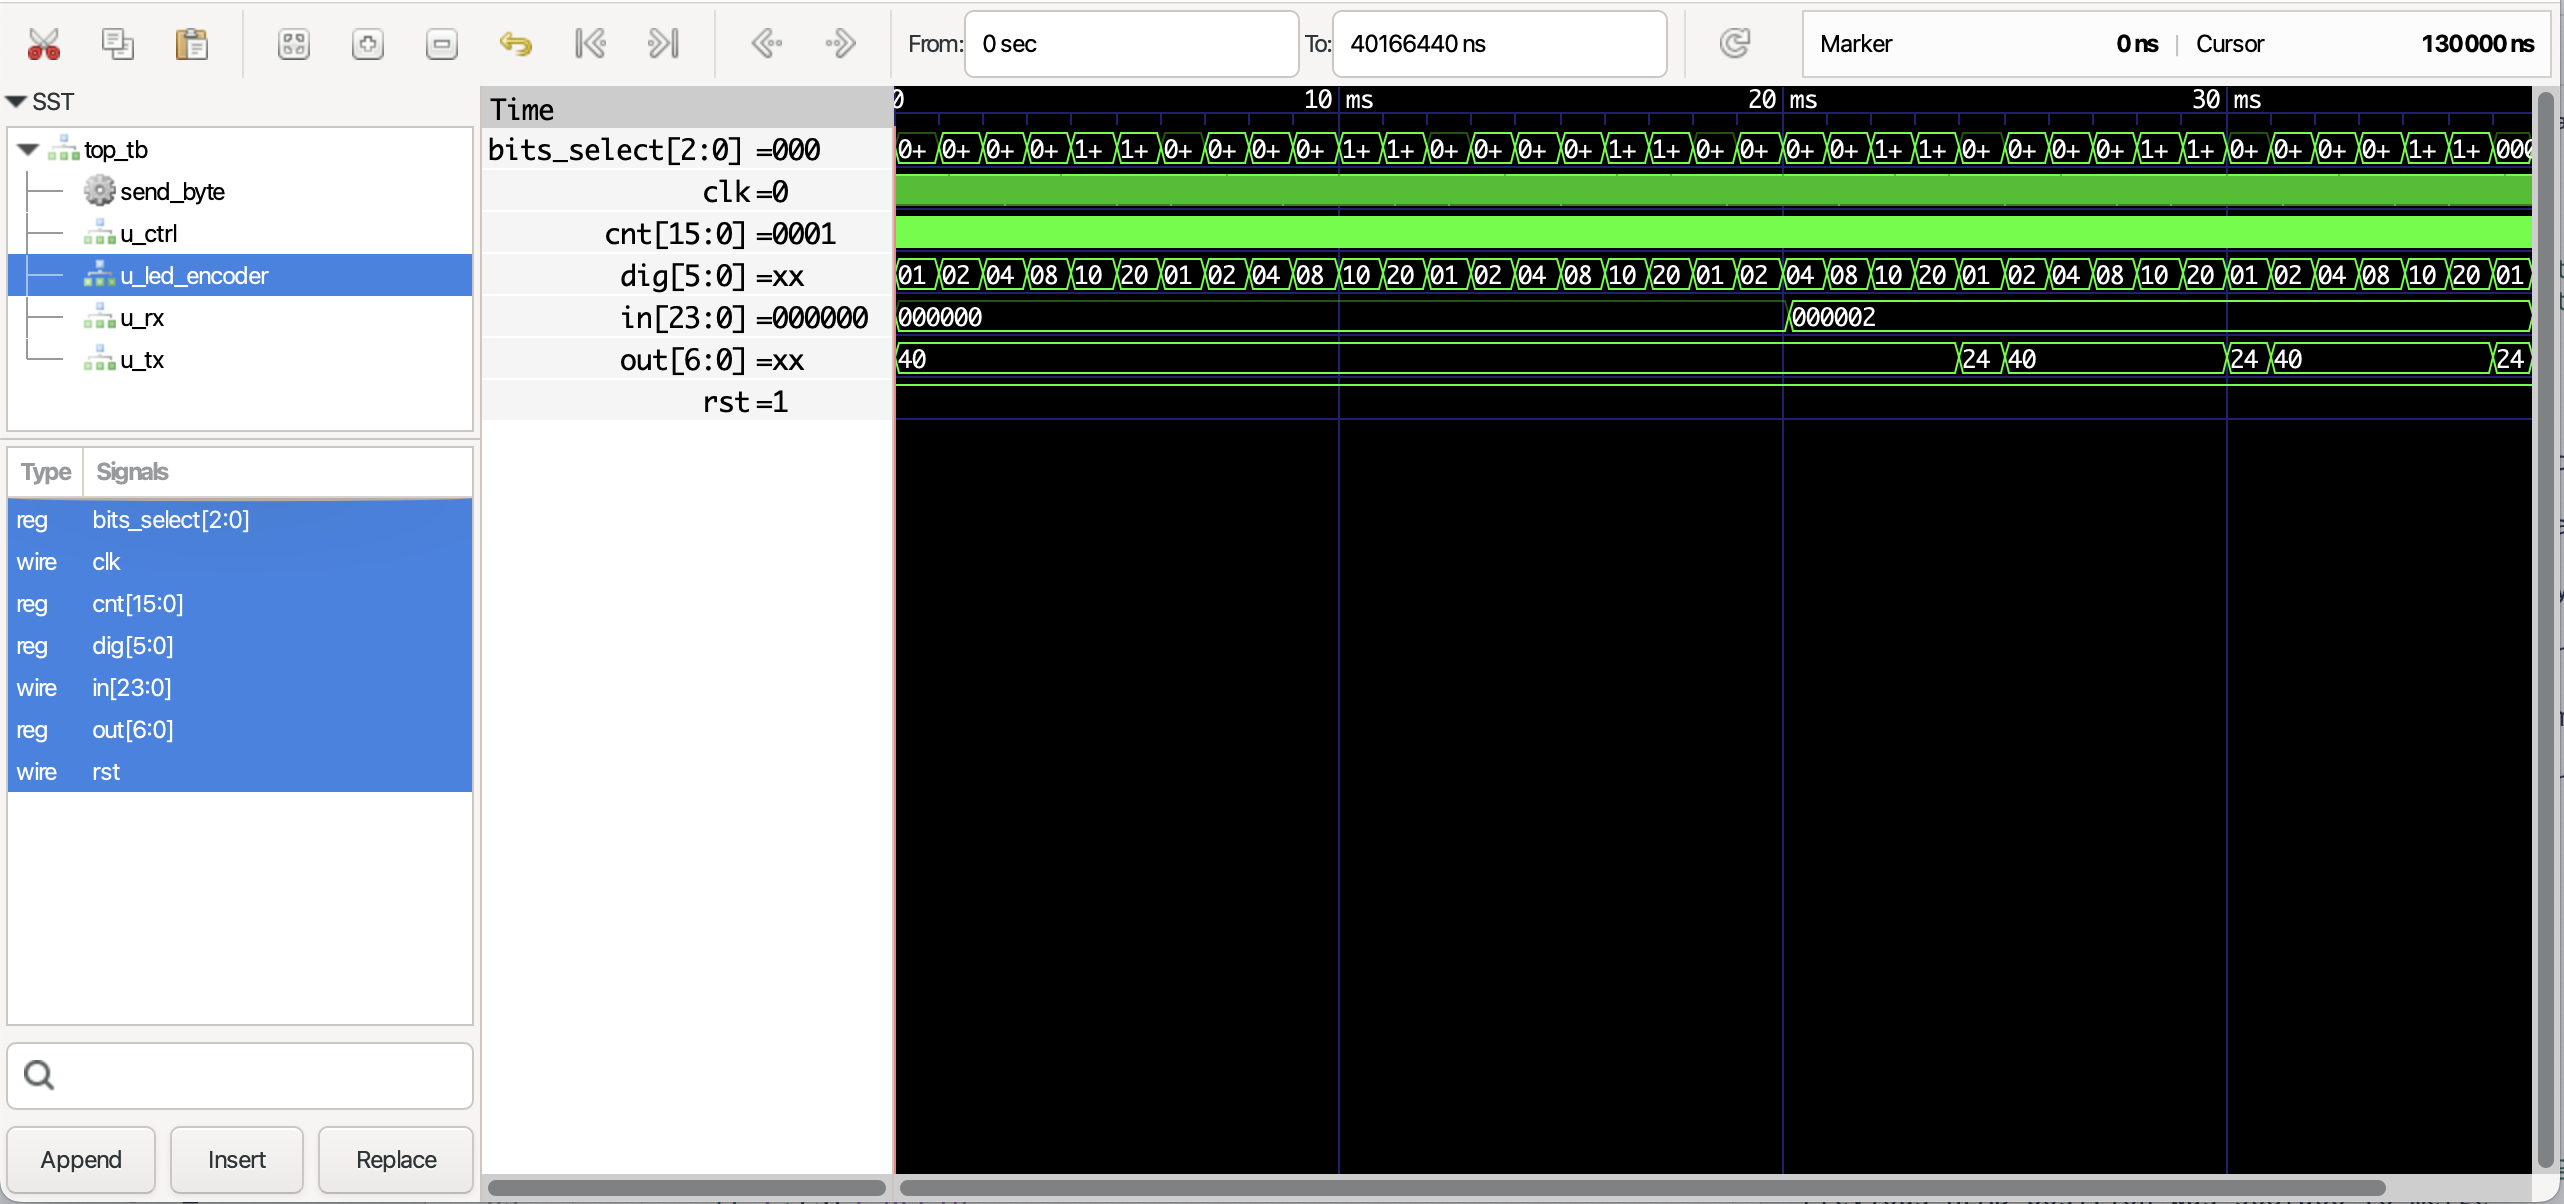 From: 0 sec To: 40166440 ns Marker 0 ns | Cursor 130000 ns
SST
top_tb
send_byte
u_ctrl
u_led_encoder
u_rx
u_tx
Type Signals
reg bits_select[2:0]
wire clk
reg cnt[15:0]
reg dig[5:0]
wire in[23:0]
reg out[6:0]
wire rst
Append Insert Replace
Time
bits_select[2:0] =000
clk =0
cnt[15:0] =0001
dig[5:0] =xx
in[23:0] =000000
out[6:0] =xx
rst =1
0 10 ms 20 ms 30 ms
0+ 0+ 0+ 0+ 1+ 1+ 0+ 0+ 0+ 0+ 1+ 1+ 0+ 0+ 0+ 0+ 1+ 1+ 0+ 0+ 0+ 0+ 1+ 1+ 0+ 0+ 0+ 0+ 1+ 1+ 0+ 0+ 0+ 0+ 1+ 1+ 000
01 02 04 08 10 20 01 02 04 08 10 20 01 02 04 08 10 20 01 02 04 08 10 20 01 02 04 08 10 20 01 02 04 08 10 20 01
000000 000002
40 24 40 24 40 24